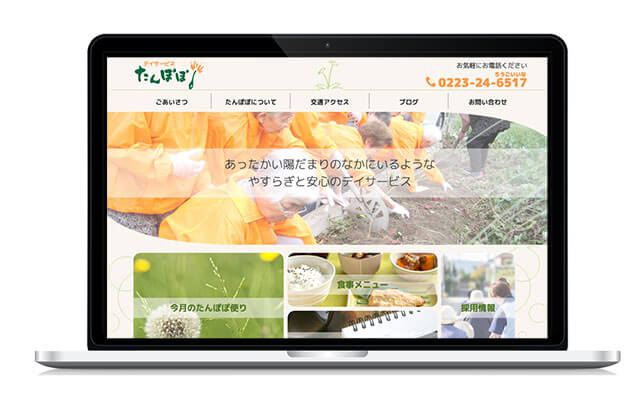 デイサービス
たんぽぽ
お気軽にお電話ください
ろうごいいな
0223-24-6517
ごあいさつ
たんぽぽについて
交通アクセス
ブログ
お問い合わせ
あったかい陽だまりのなかにいるような
やすらぎと安心のデイサービス
今月のたんぽぽ便り
食事メニュー
採用情報